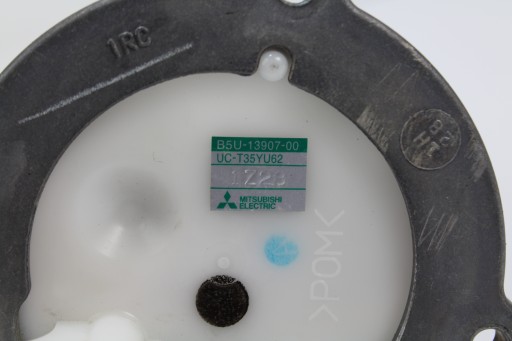 1RC
B5U-13907-00
UC-T35YU62
MITSUBISHI
ELECTRIC
>POM<